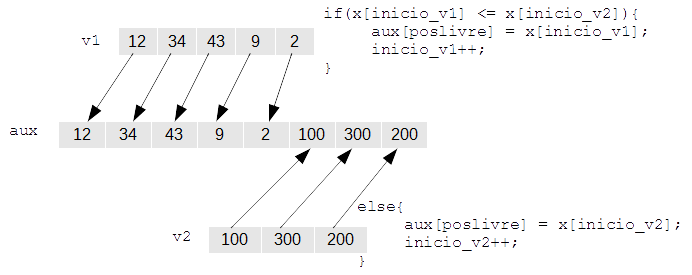 if(x[inicio_v1] <= x[inicio_v2]){
aux[poslivre] = x[inicio_v1];
inicio_v1++;
}
v1 12 34 43 9 2
aux 12 34 43 9 2 100 300 200
else{
aux[poslivre] = x[inicio_v2];
inicio_v2++;
}
v2 100 300 200